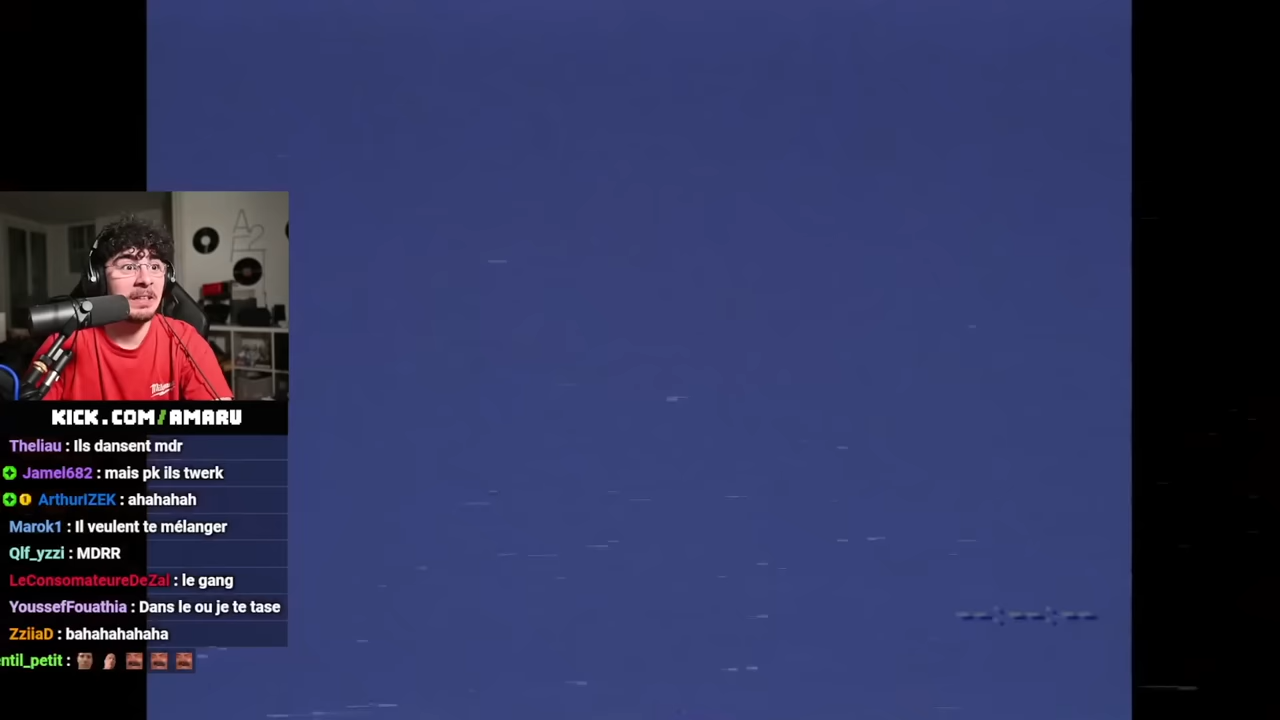 KICK.COM/AMARU
Theliau : Ils dansent mdr
Jamel682 : mais pk ils twerk
ArthurIZEK : ahahahah
Marok1 : Il veulent te mélanger
Qlf_yzzi : MDRR
LeConsomateureDeZal : le gang
YoussefFouathia : Dans le ou je te tase
ZziiaD : bahahahahaha
entil_petit :